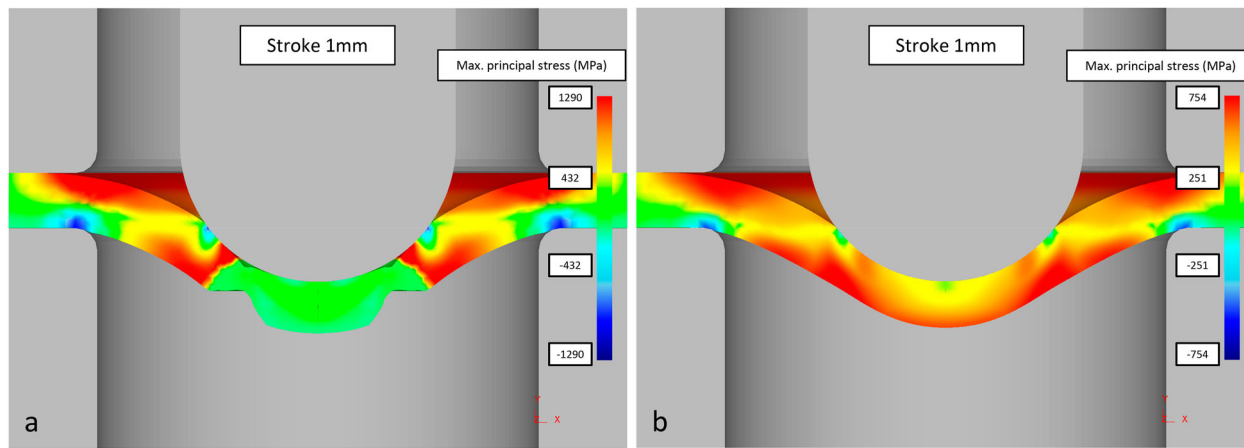 Stroke 1mm
Max. principal stress (MPa)
1290
432
-432
-1290
X
a
Stroke 1mm
Max. principal stress (MPa)
754
251
-251
-754
X
b